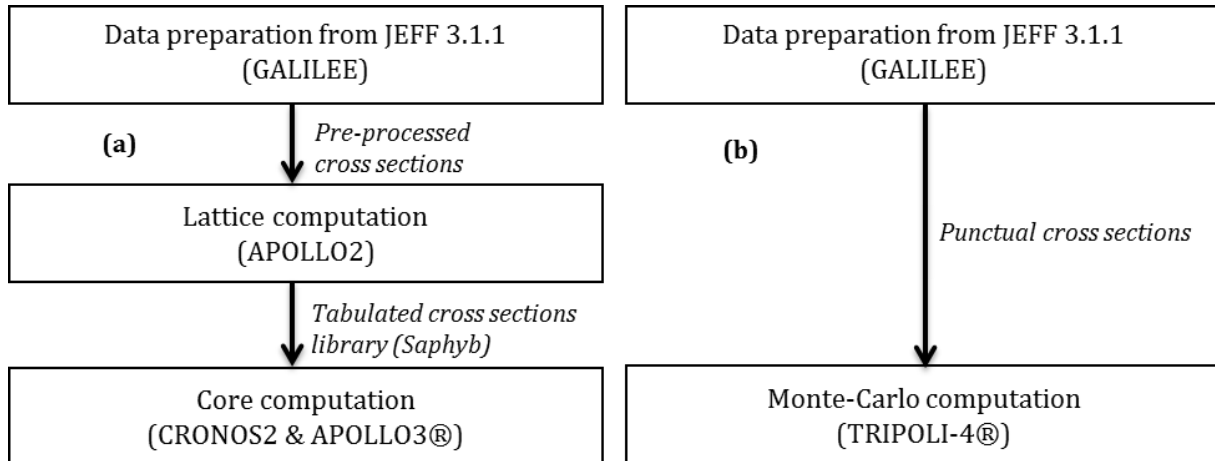 Data preparation from JEFF 3.1.1
(GALILEE)
(a)
Pre-processed
cross sections
Lattice computation
(APOLLO2)
Tabulated cross sections
library (Saphyb)
Core computation
(CRONOS2 & APOLLO3®)
Data preparation from JEFF 3.1.1
(GALILEE)
(b)
Punctual cross sections
Monte-Carlo computation
(TRIPOLI-4®)